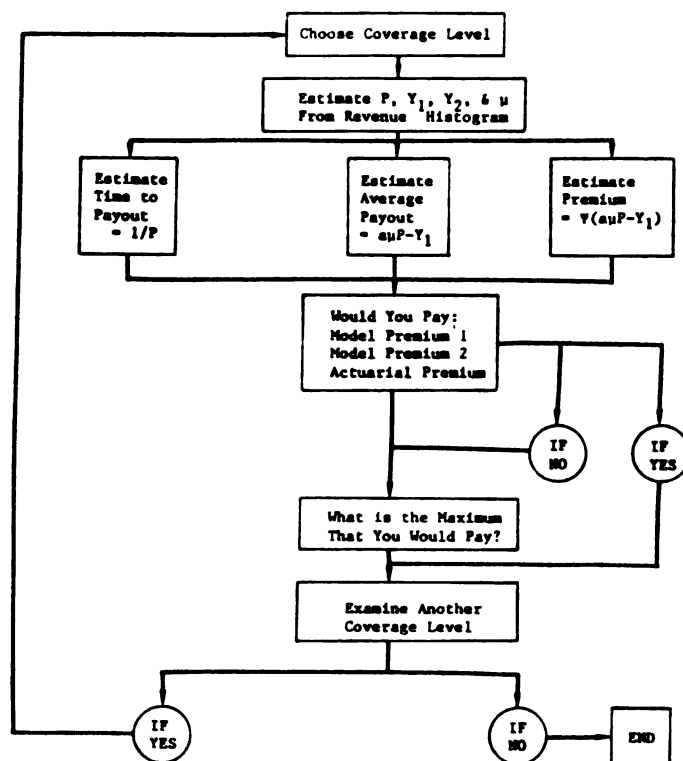 Choose Coverage Level
Estimate P, Y₁, Y₂, & μ
From Revenue Histogram
Estimate
Time to
Payout
= 1/P
Estimate
Average
Payout
= aμP-Y₁
Estimate
Premium
= Ψ(aμP-Y₁)
Would You Pay:
Model Premium 1
Model Premium 2
Actuarial Premium
IF
NO
IF
YES
What is the Maximum
That You Would Pay?
Examine Another
Coverage Level
IF
YES
IF
NO
END